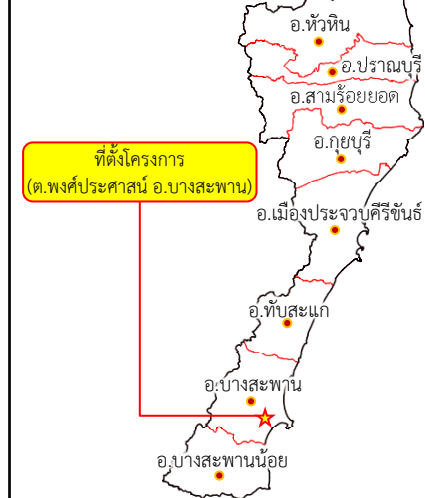 อ.หัวหิน
อ.ปราณบุรี
อ.สามร้อยยอด
อ.กุยบุรี
ที่ตั้งโครงการ
(ต.พงศ์ประศาสน์ อ.บางสะพาน)
อ.เมืองประจวบคีรีขันธ์
อ.ทับสะแก
อ.บางสะพาน
อ.บางสะพานน้อย